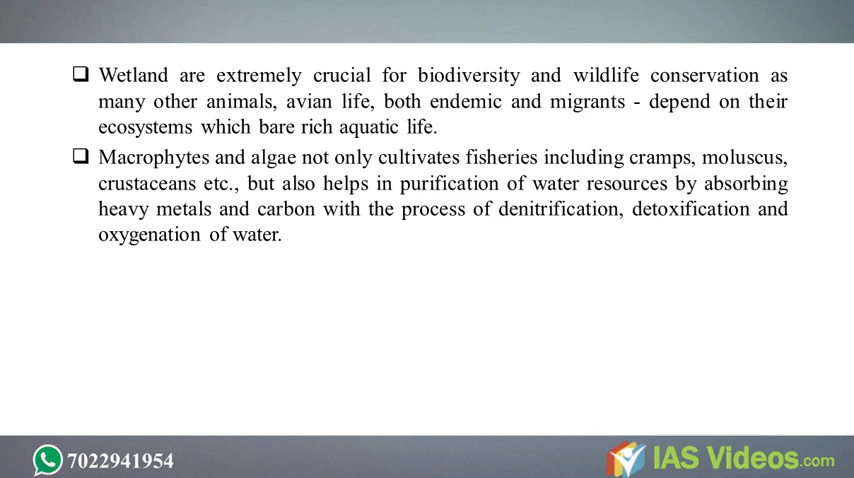 Wetland are extremely crucial for biodiversity and wildlife conservation as
many other animals, avian life, both endemic and migrants - depend on their
ecosystems which bare rich aquatic life.
Macrophytes and algae not only cultivates fisheries including cramps, moluscus,
crustaceans etc., but also helps in purification of water resources by absorbing
heavy metals and carbon with the process of denitrification, detoxification and
oxygenation of water.
7022941954
IAS Videos.com